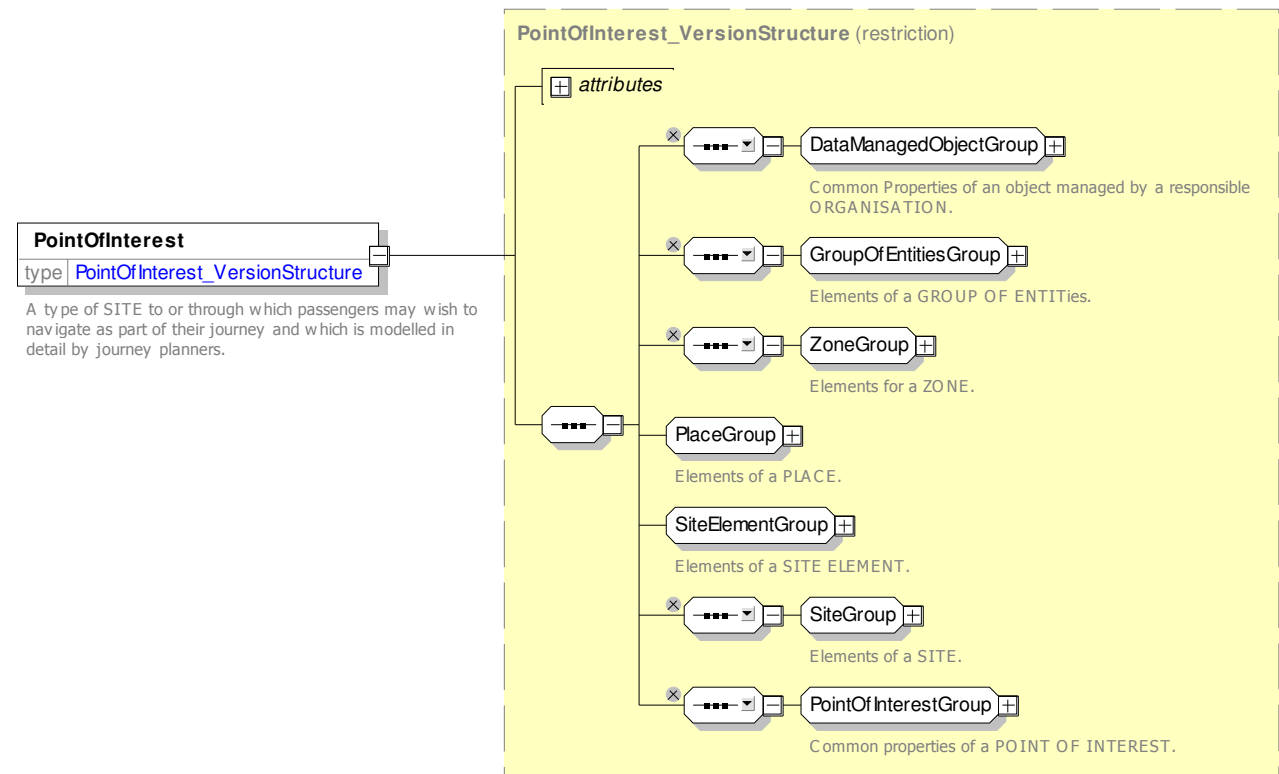 PointOfInterest_VersionStructure (restriction)
attributes
DataManagedObjectGroup
Common Properties of an object managed by a responsible
ORGANISATION.
PointOfInterest
type PointOfInterest_VersionStructure
A type of SITE to or through which passengers may wish to
navigate as part of their journey and which is modelled in
detail by journey planners.
GroupOfEntitiesGroup
Elements of a GROUP OF ENTITies.
ZoneGroup
Elements for a ZONE.
PlaceGroup
Elements of a PLACE.
SiteElementGroup
Elements of a SITE ELEMENT.
SiteGroup
Elements of a SITE.
PointOfInterestGroup
Common properties of a POINT OF INTEREST.